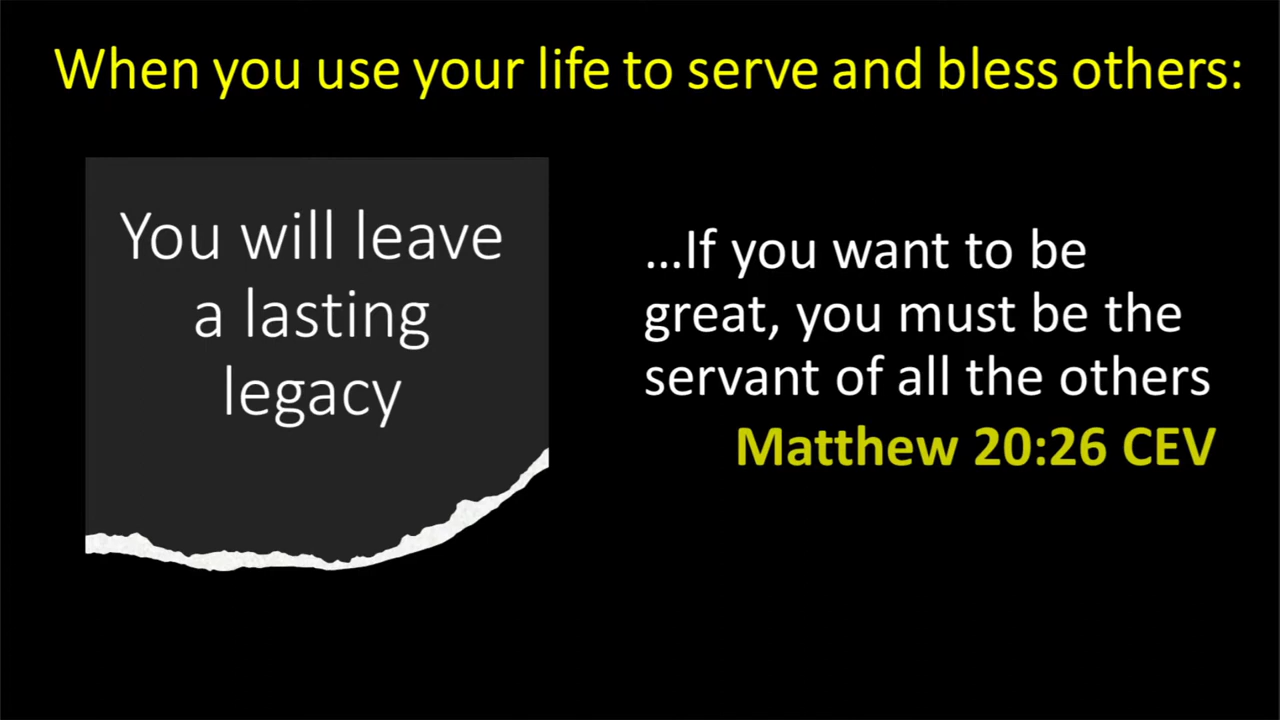 When you use your life to serve and bless others:
You will leave
a lasting
legacy
...If you want to be
great, you must be the
servant of all the others
Matthew 20:26 CEV